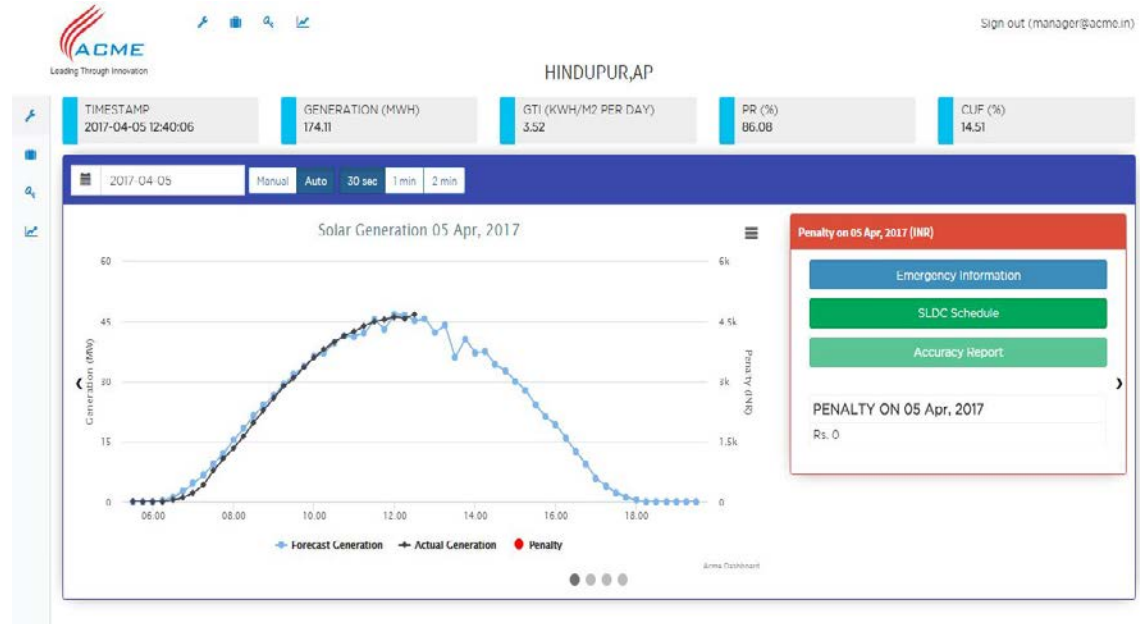 ACME
Leading Through Innovation
Sign out (manager@acme.in)
HINDUPUR,AP
TIMESTAMP
2017-04-05 12:40:06
GENERATION (MWH)
174.11
GTI (KWH/M2 PER DAY)
3.52
PR (%)
86.08
CUF (%)
14.51
2017-04-05
Manual Auto 30 sec 1 min 2 min
Solar Generation 05 Apr, 2017
Generation (MW)
60
45
30
15
0
6k
4.5k
3k
1.5k
0
Penalty (INR)
06.00 08.00 10.00 12.00 14.00 16.00 18.00
Forecast Generation Actual Generation Penalty
Acme Dashboard
Penalty on 05 Apr, 2017 (INR)
Emergency Information
SLDC Schedule
Accuracy Report
PENALTY ON 05 Apr, 2017
Rs. 0